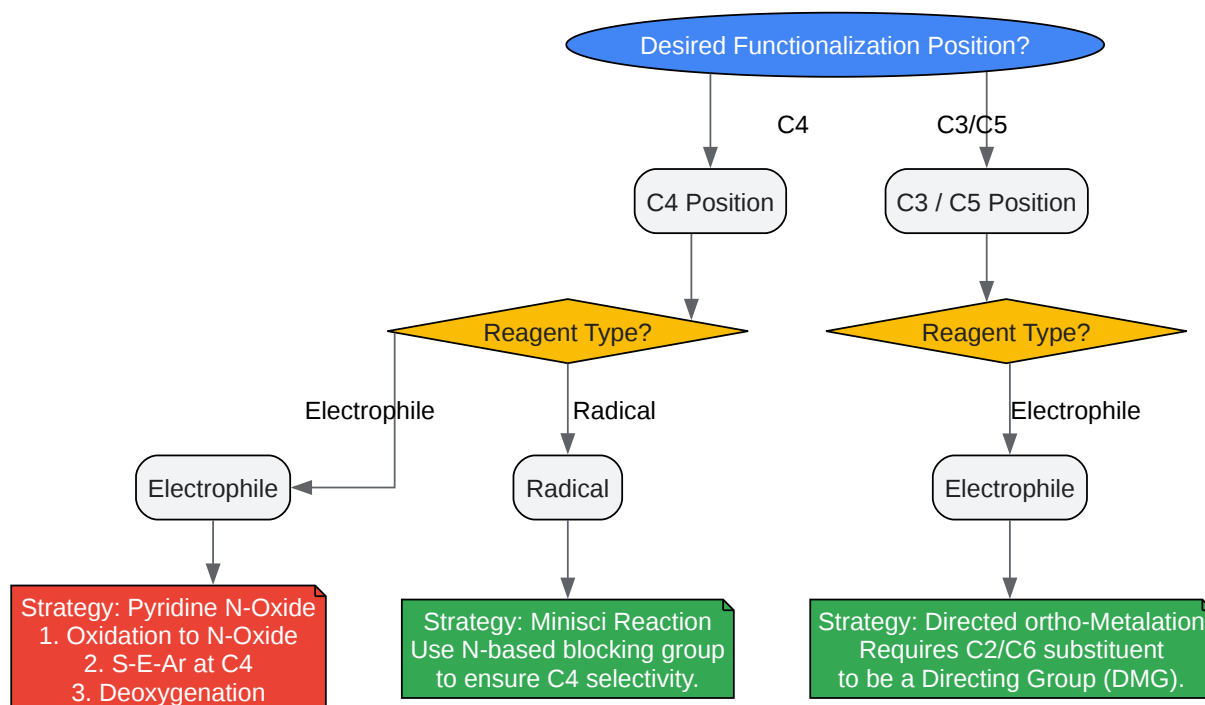 Desired Functionalization Position?
C4
C3/C5
C4 Position
C3 / C5 Position
Reagent Type?
Reagent Type?
Electrophile
Radical
Electrophile
Electrophile
Radical
Electrophile
Strategy: Pyridine N-Oxide
1. Oxidation to N-Oxide
2. S-E-Ar at C4
3. Deoxygenation
Strategy: Minisci Reaction
Use N-based blocking group
to ensure C4 selectivity.
Strategy: Directed ortho-Metalation
Requires C2/C6 substituent
to be a Directing Group (DMG).